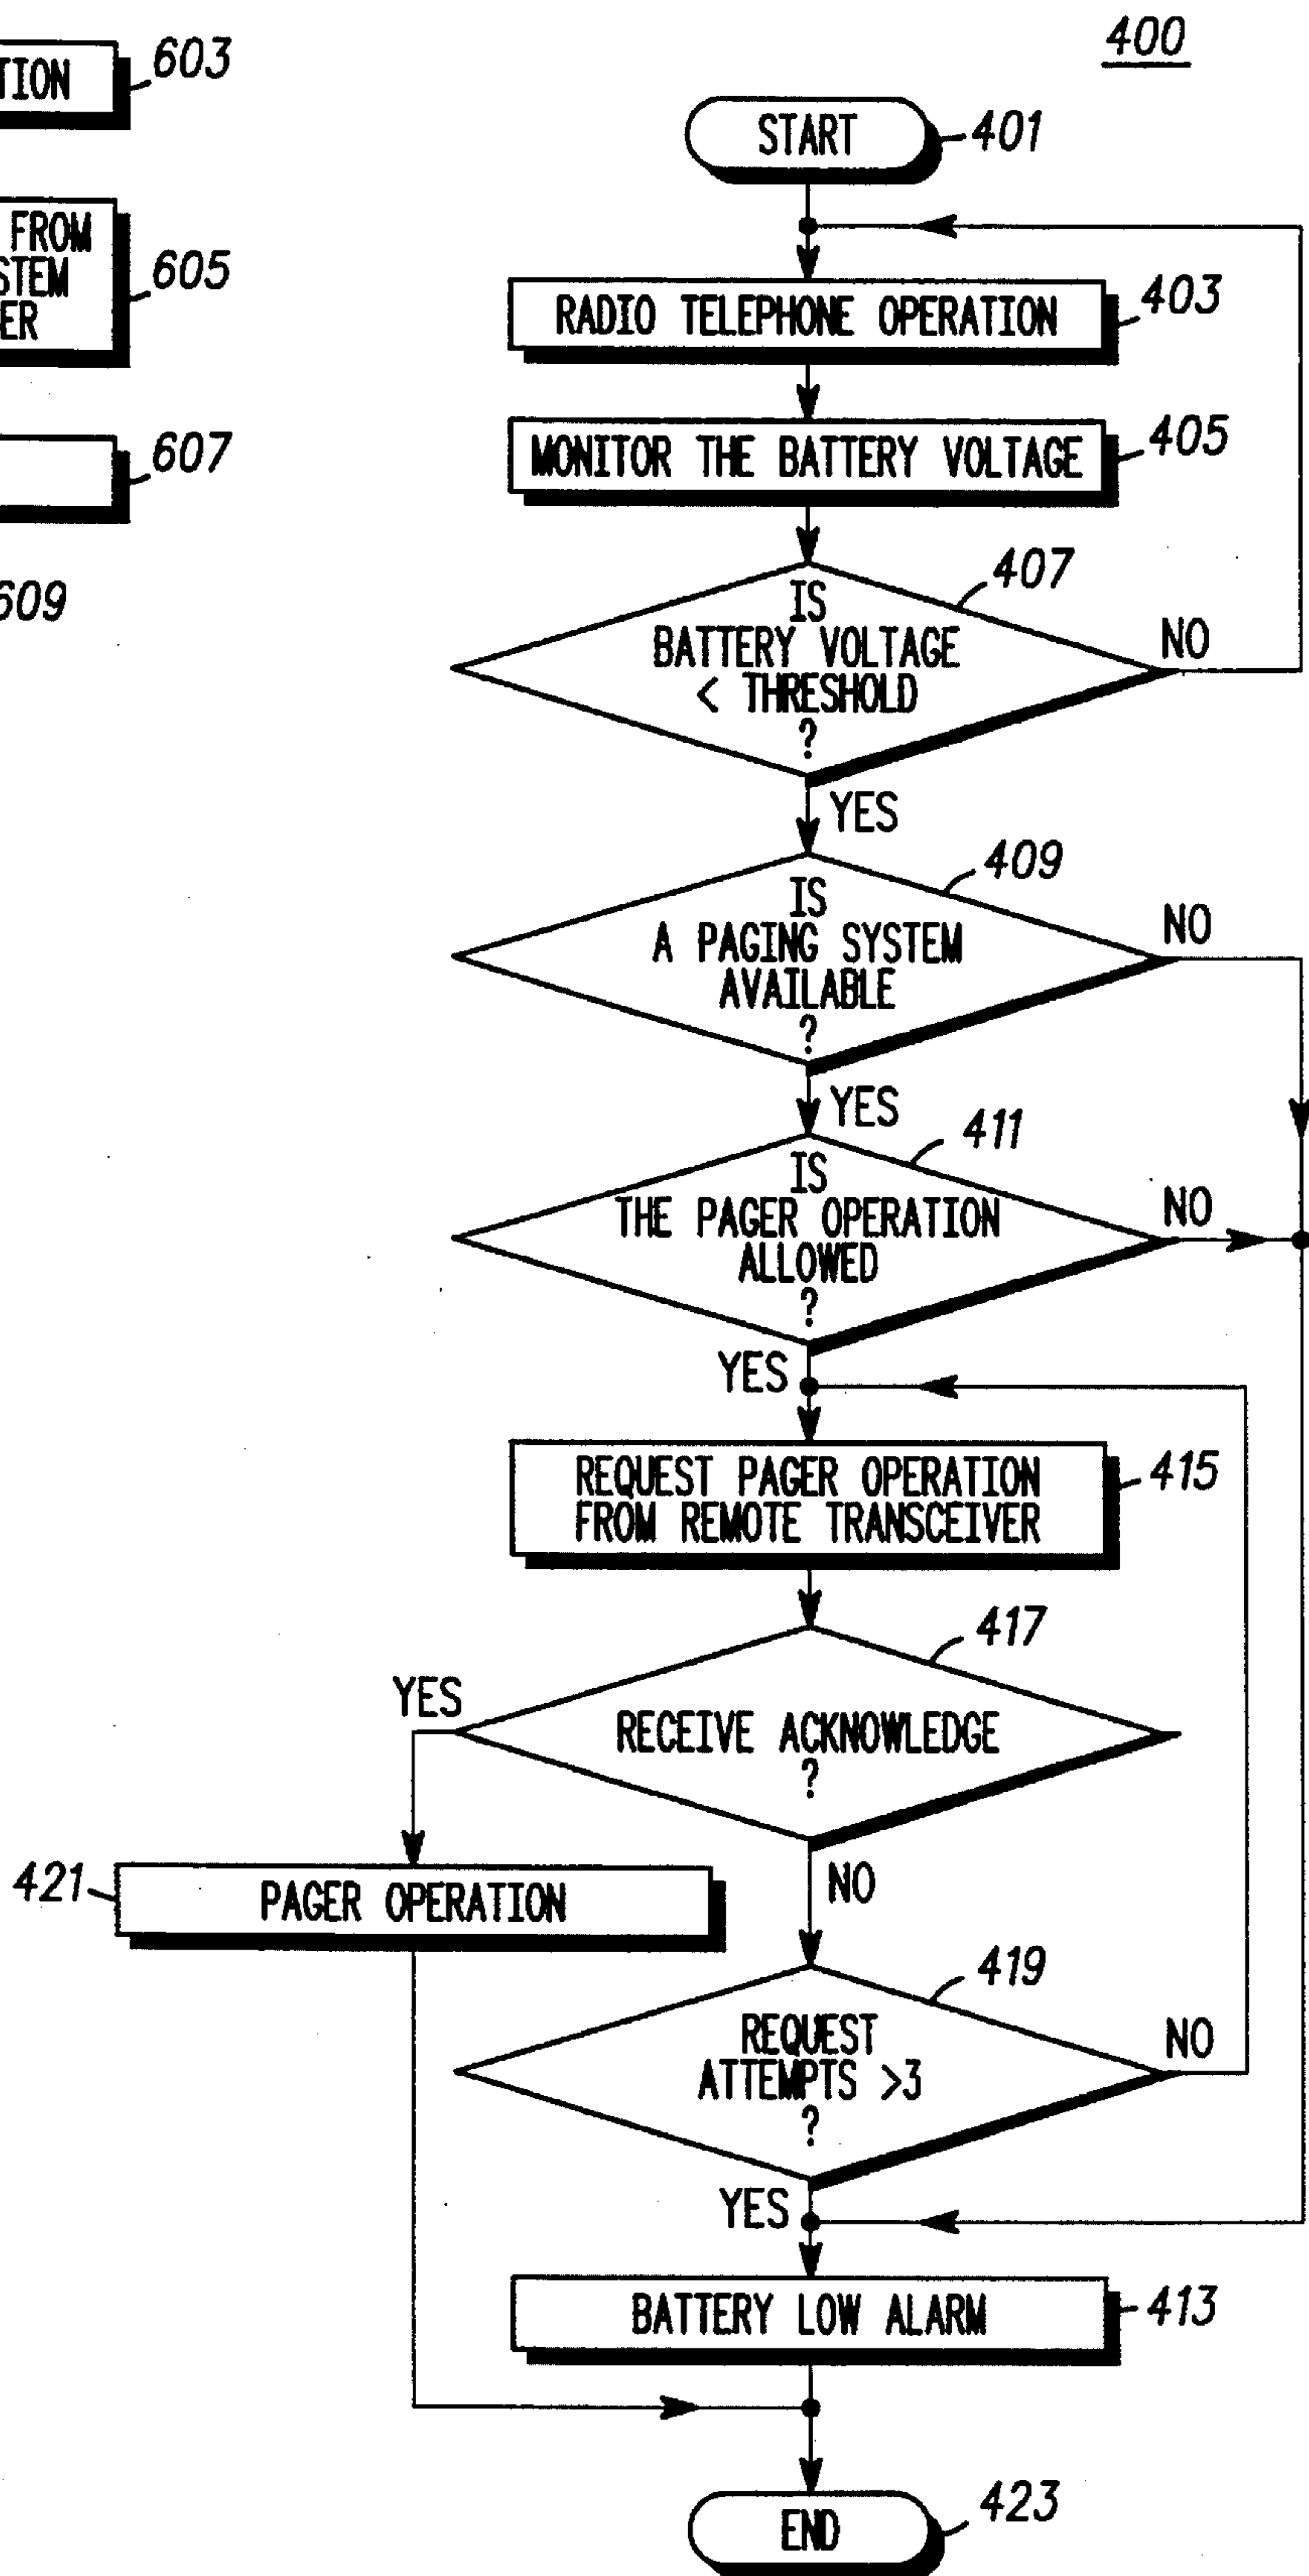 400
TION
603
FROM
STEM
ER
605
607
609
START
401
RADIO TELEPHONE OPERATION
403
MONITOR THE BATTERY VOLTAGE
405
IS
BATTERY VOLTAGE
< THRESHOLD
?
407
NO
YES
IS
A PAGING SYSTEM
AVAILABLE
?
409
NO
YES
IS
THE PAGER OPERATION
ALLOWED
?
411
NO
YES
REQUEST PAGER OPERATION
FROM REMOTE TRANSCEIVER
415
RECEIVE ACKNOWLEDGE
?
417
YES
NO
421
PAGER OPERATION
REQUEST
ATTEMPTS >3
?
419
NO
YES
BATTERY LOW ALARM
413
END
423